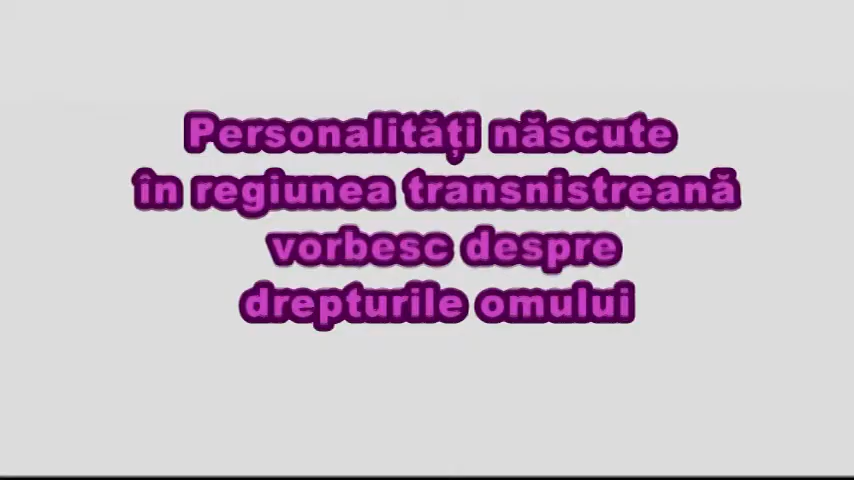 Personalități născute
în regiunea transnistreană
vorbesc despre
drepturile omului